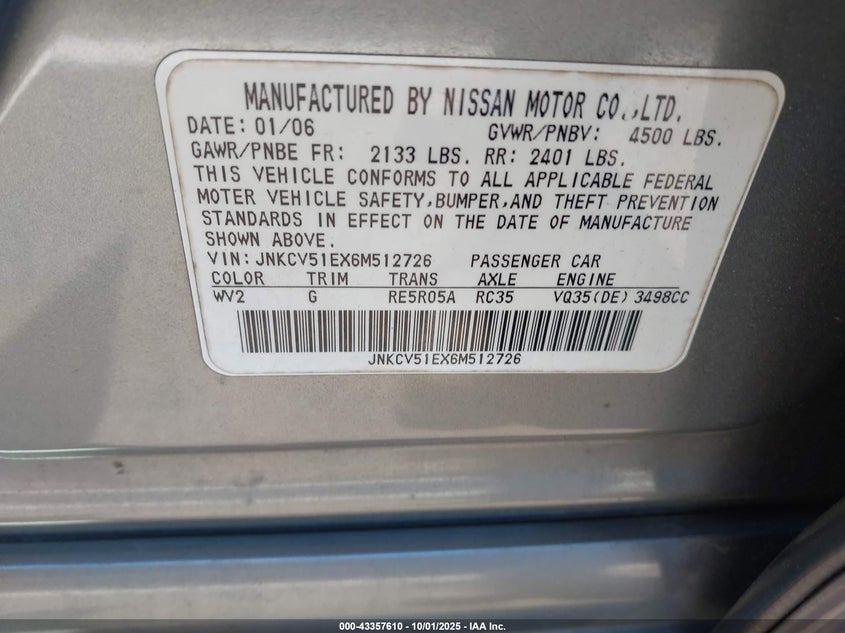 MANUFACTURED BY NISSAN MOTOR CO.,LTD.
DATE: 01/06 GVWR/PNBV: 4500 LBS.
GAWR/PNBE FR: 2133 LBS. RR: 2401 LBS.
THIS VEHICLE CONFORMS TO ALL APPLICABLE FEDERAL
MOTER VEHICLE SAFETY,BUMPER,AND THEFT PREVENTION
STANDARDS IN EFFECT ON THE DATE OF MANUFACTURE
SHOWN ABOVE.
VIN: JNKCV51EX6M512726 PASSENGER CAR
COLOR TRIM TRANS AXLE ENGINE
WV2 G RE5R05A RC35 VQ35(DE) 3498CC
JNKCV51EX6M512726
000-43357610 - 10/01/2025 - IAA Inc.